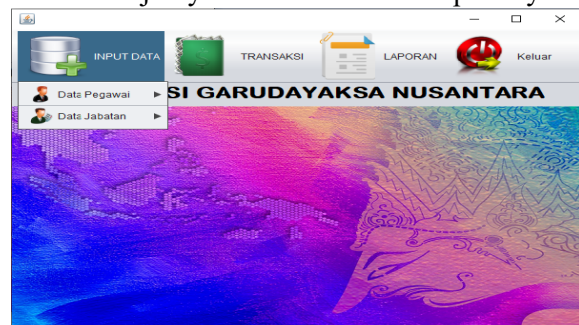 INPUT DATA TRANSAKSI LAPORAN Keluar
SI GARUDAYAKSA NUSANTARA
Data Pegawai
Data Jabatan